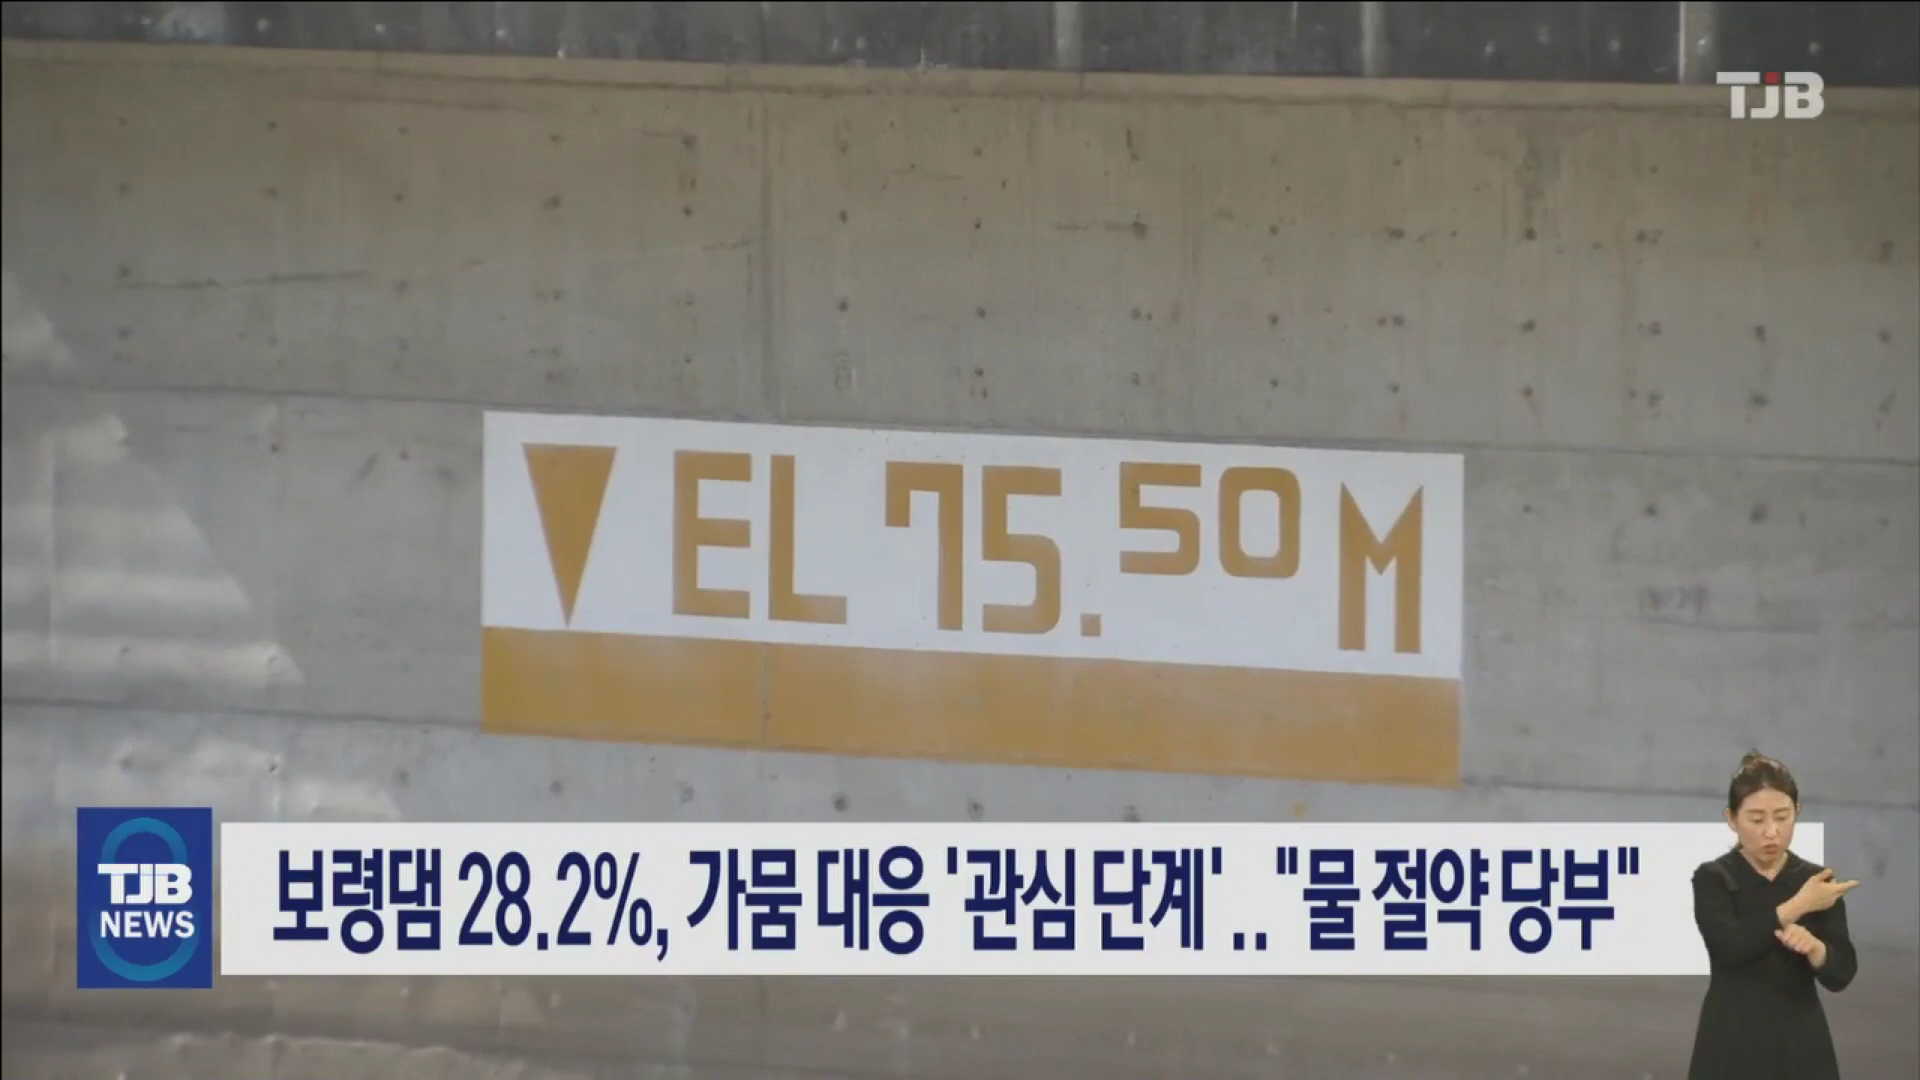 TJB
EL 75.50M
TJB
NEWS
보령댐 28.2%, 가뭄 대응 '관심 단계'.. "물 절약 당부"